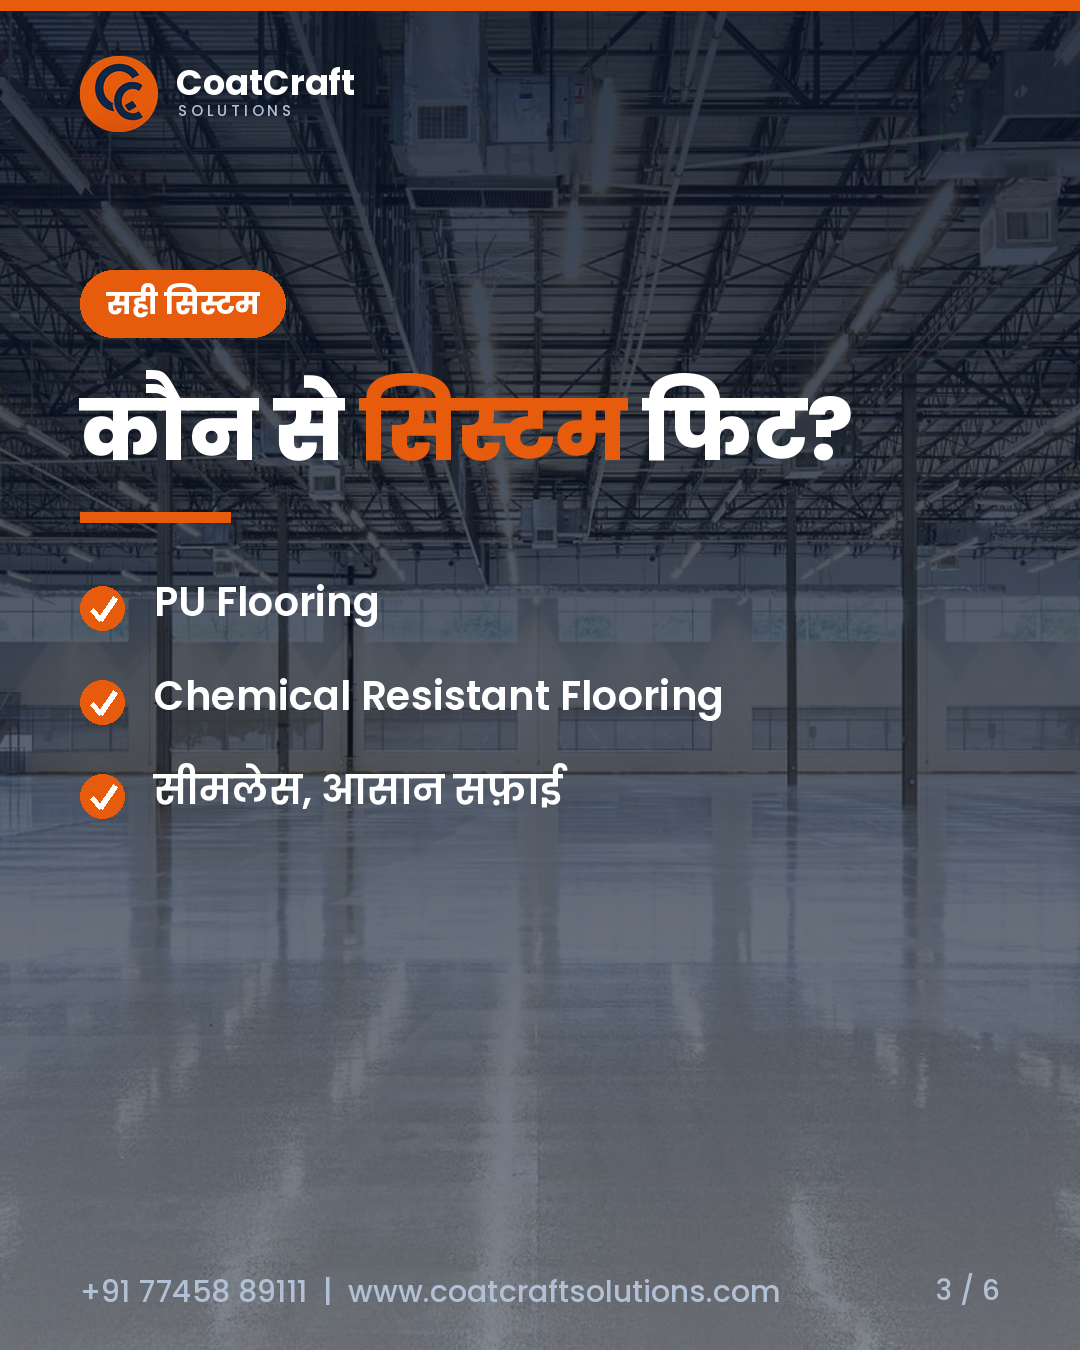 CoatCraft
SOLUTIONS
सही सिस्टम
कौन से सिस्टम फिट?
PU Flooring
Chemical Resistant Flooring
सीमलेस, आसान सफ़ाई
+91 77458 89111 | www.coatcraftsolutions.com
3 / 6